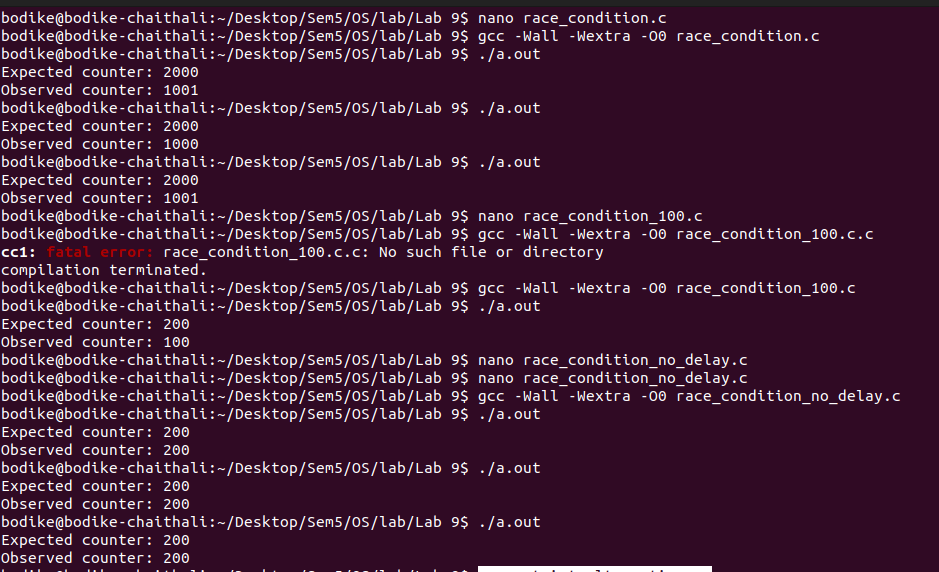 bodike@bodike-chaithali:~/Desktop/Sem5/OS/lab/Lab 9$ nano race_condition.c
bodike@bodike-chaithali:~/Desktop/Sem5/OS/lab/Lab 9$ gcc -Wall -Wextra -O0 race_condition.c
bodike@bodike-chaithali:~/Desktop/Sem5/OS/lab/Lab 9$ ./a.out
Expected counter: 2000
Observed counter: 1001
bodike@bodike-chaithali:~/Desktop/Sem5/OS/lab/Lab 9$ ./a.out
Expected counter: 2000
Observed counter: 1000
bodike@bodike-chaithali:~/Desktop/Sem5/OS/lab/Lab 9$ ./a.out
Expected counter: 2000
Observed counter: 1001
bodike@bodike-chaithali:~/Desktop/Sem5/OS/lab/Lab 9$ nano race_condition_100.c
bodike@bodike-chaithali:~/Desktop/Sem5/OS/lab/Lab 9$ gcc -Wall -Wextra -O0 race_condition_100.c.c
cc1: fatal error: race_condition_100.c.c: No such file or directory
compilation terminated.
bodike@bodike-chaithali:~/Desktop/Sem5/OS/lab/Lab 9$ gcc -Wall -Wextra -O0 race_condition_100.c
bodike@bodike-chaithali:~/Desktop/Sem5/OS/lab/Lab 9$ ./a.out
Expected counter: 200
Observed counter: 100
bodike@bodike-chaithali:~/Desktop/Sem5/OS/lab/Lab 9$ nano race_condition_no_delay.c
bodike@bodike-chaithali:~/Desktop/Sem5/OS/lab/Lab 9$ nano race_condition_no_delay.c
bodike@bodike-chaithali:~/Desktop/Sem5/OS/lab/Lab 9$ gcc -Wall -Wextra -O0 race_condition_no_delay.c
bodike@bodike-chaithali:~/Desktop/Sem5/OS/lab/Lab 9$ ./a.out
Expected counter: 200
Observed counter: 200
bodike@bodike-chaithali:~/Desktop/Sem5/OS/lab/Lab 9$ ./a.out
Expected counter: 200
Observed counter: 200
bodike@bodike-chaithali:~/Desktop/Sem5/OS/lab/Lab 9$ ./a.out
Expected counter: 200
Observed counter: 200